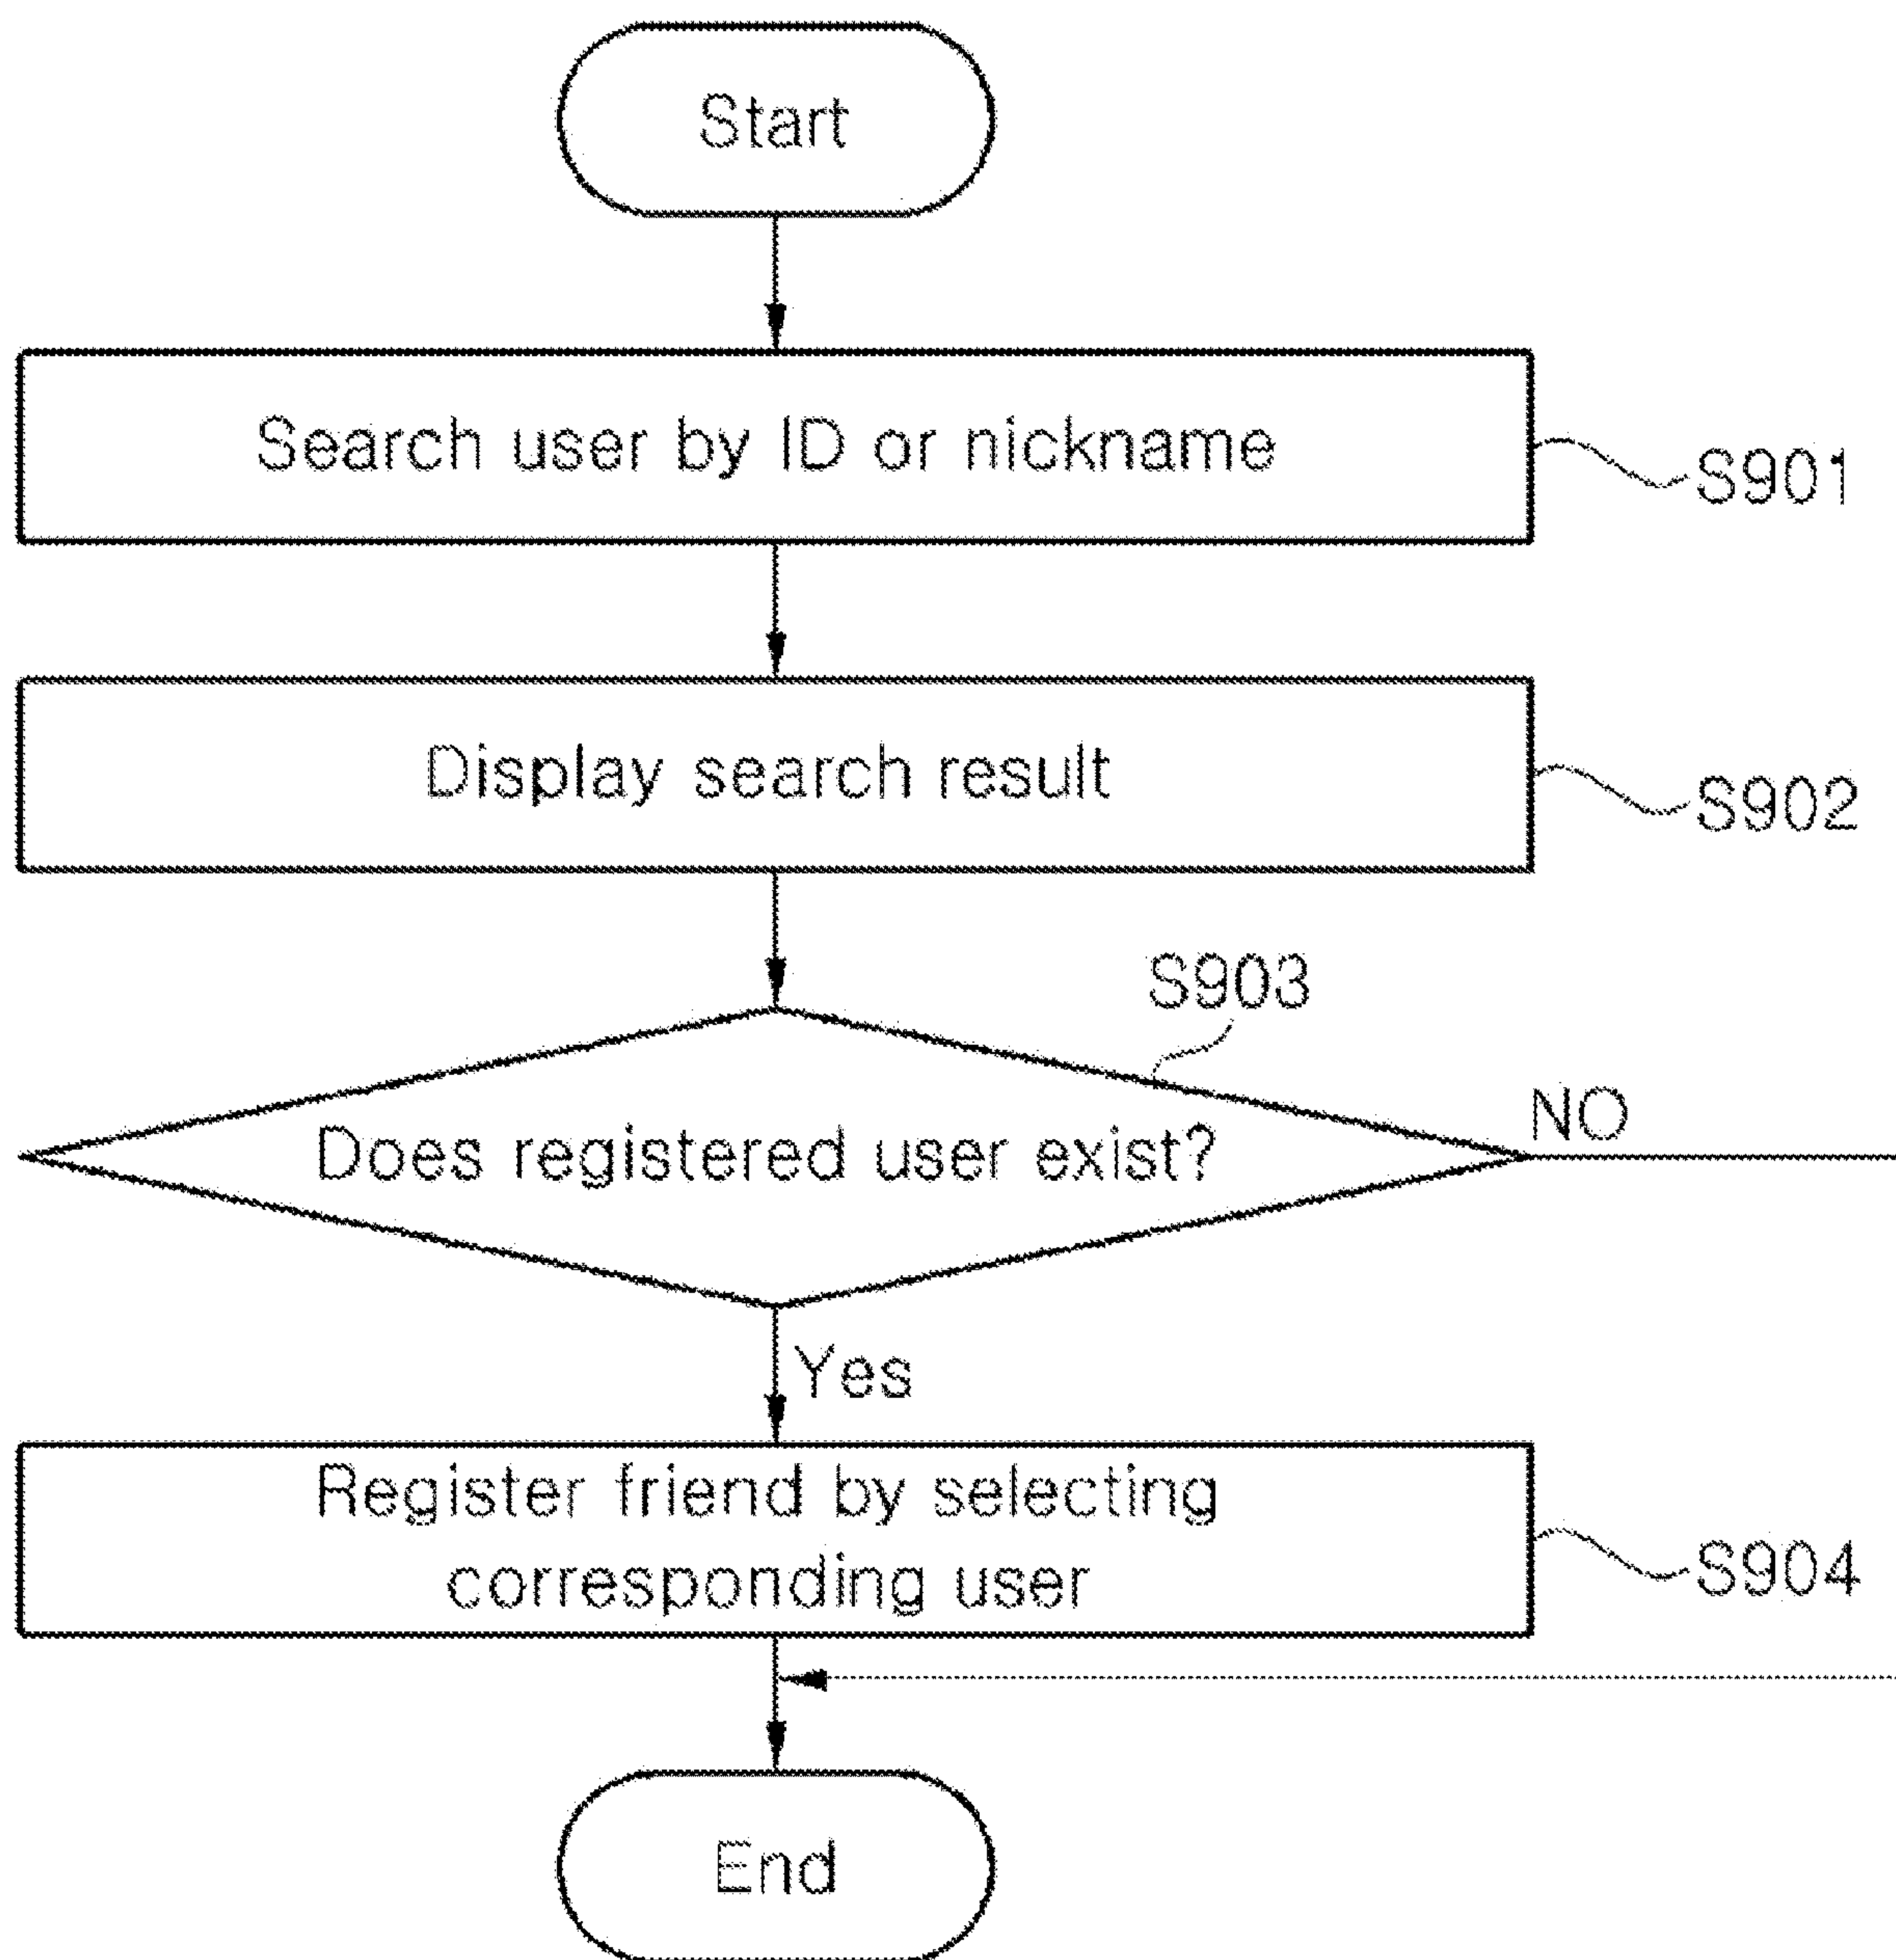 Start
Search user by ID or nickname
S901
Display search result
S902
S903
Does registered user exist?
NO
Yes
Register friend by selecting
corresponding user
S904
End